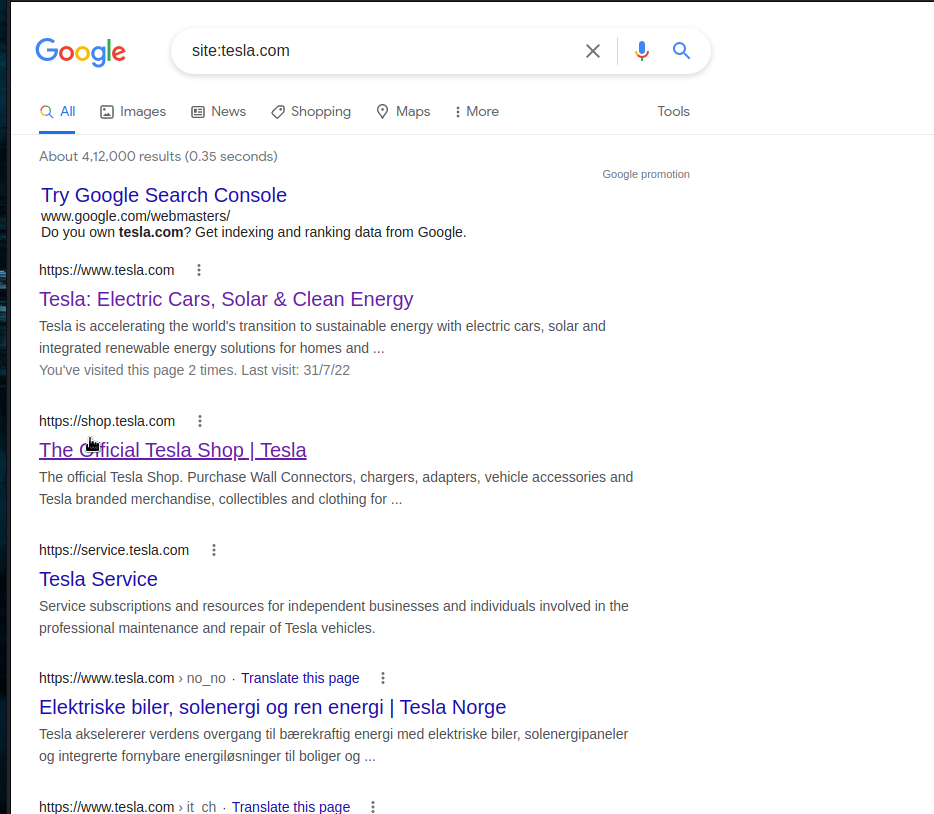 Google
site:tesla.com
All Images News Shopping Maps More Tools
About 4,12,000 results (0.35 seconds)
Google promotion
Try Google Search Console
www.google.com/webmasters/
Do you own tesla.com? Get indexing and ranking data from Google.
https://www.tesla.com
Tesla: Electric Cars, Solar & Clean Energy
Tesla is accelerating the world's transition to sustainable energy with electric cars, solar and
integrated renewable energy solutions for homes and ...
You've visited this page 2 times. Last visit: 31/7/22
https://shop.tesla.com
The Official Tesla Shop | Tesla
The official Tesla Shop. Purchase Wall Connectors, chargers, adapters, vehicle accessories and
Tesla branded merchandise, collectibles and clothing for ...
https://service.tesla.com
Tesla Service
Service subscriptions and resources for independent businesses and individuals involved in the
professional maintenance and repair of Tesla vehicles.
https://www.tesla.com › no_no · Translate this page
Elektriske biler, solenergi og ren energi | Tesla Norge
Tesla akselererer verdens overgang til bærekraftig energi med elektriske biler, solenergipaneler
og integrerte fornybare energiløsninger til boliger og ...
https://www.tesla.com › it_ch · Translate this page